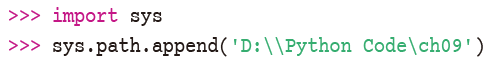 >>> import sys
>>> sys.path.append('D:\\Python Code\ch09')